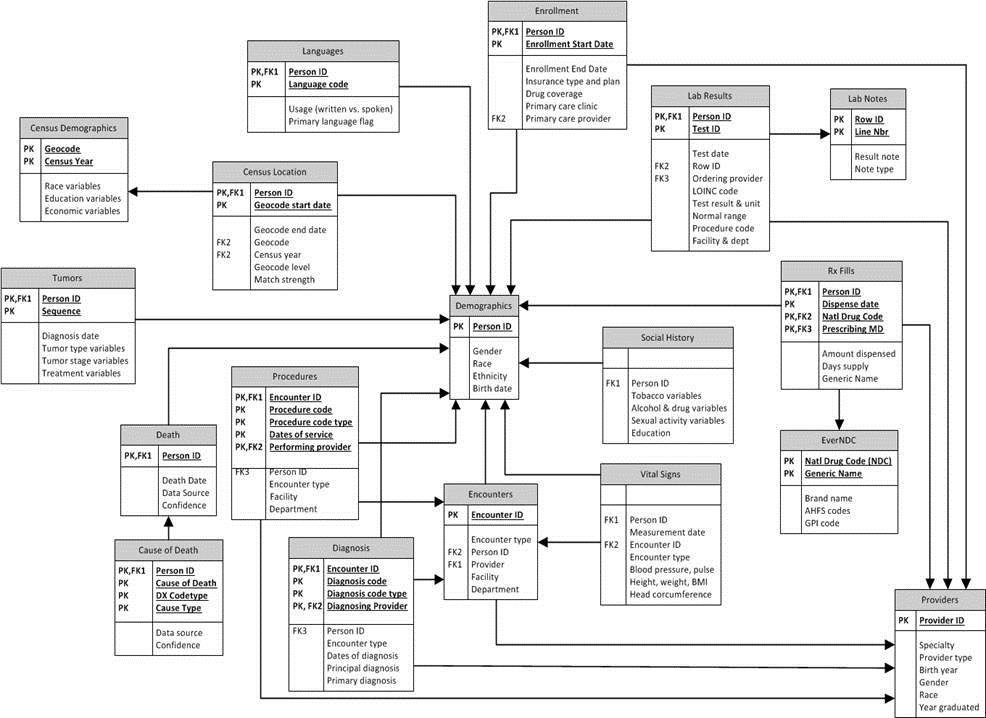 Enrollment
PK,FK1 Person ID
PK Enrollment Start Date
Enrollment End Date
Insurance type and plan
Drug coverage
Primary care clinic
FK2 Primary care provider
Languages
PK,FK1 Person ID
PK Language code
Usage (written vs. spoken)
Primary language flag
Lab Results
PK,FK1 Person ID
PK Test ID
Test date
FK2 Row ID
FK3 Ordering provider
LOINC code
Test result & unit
Normal range
Procedure code
Facility & dept
Lab Notes
PK Row ID
PK Line Nbr
Result note
Note type
Census Demographics
PK Geocode
PK Census Year
Race variables
Education variables
Economic variables
Census Location
PK,FK1 Person ID
PK Geocode start date
Geocode end date
FK2 Geocode
FK2 Census year
Geocode level
Match strength
Tumors
PK,FK1 Person ID
PK Sequence
Diagnosis date
Tumor type variables
Tumor stage variables
Treatment variables
Demographics
PK Person ID
Gender
Race
Ethnicity
Birth date
Rx Fills
PK,FK1 Person ID
PK Dispense date
PK,FK2 Natl Drug Code
PK,FK3 Prescribing MD
Amount dispensed
Days supply
Generic Name
Social History
FK1 Person ID
Tobacco variables
Alcohol & drug variables
Sexual activity variables
Education
Procedures
PK,FK1 Encounter ID
PK Procedure code
PK Procedure code type
PK Dates of service
PK,FK2 Performing provider
FK3 Person ID
Encounter type
Facility
Department
Death
PK,FK1 Person ID
Death Date
Data Source
Confidence
EverNDC
PK Natl Drug Code (NDC)
PK Generic Name
Brand name
AHFS codes
GPI code
Vital Signs
FK1 Person ID
Measurement date
FK2 Encounter ID
Encounter type
Blood pressure, pulse
Height, weight, BMI
Head corcumference
Encounters
PK Encounter ID
Encounter type
FK2 Person ID
FK1 Provider
Facility
Department
Cause of Death
PK,FK1 Person ID
PK Cause of Death
PK DX Codetype
PK Cause Type
Data source
Confidence
Diagnosis
PK,FK1 Encounter ID
PK Diagnosis code
PK Diagnosis code type
PK, FK2 Diagnosing Provider
FK3 Person ID
Encounter type
Dates of diagnosis
Principal diagnosis
Primary diagnosis
Providers
PK Provider ID
Specialty
Provider type
Birth year
Gender
Race
Year graduated